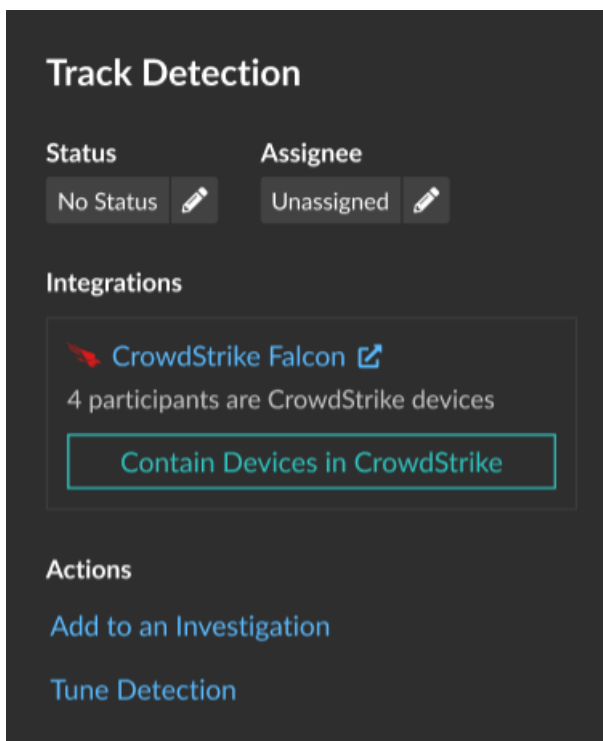 Track Detection
Status
Assignee
No Status
Unassigned
Integrations
CrowdStrike Falcon
4 participants are CrowdStrike devices
Contain Devices in CrowdStrike
Actions
Add to an Investigation
Tune Detection